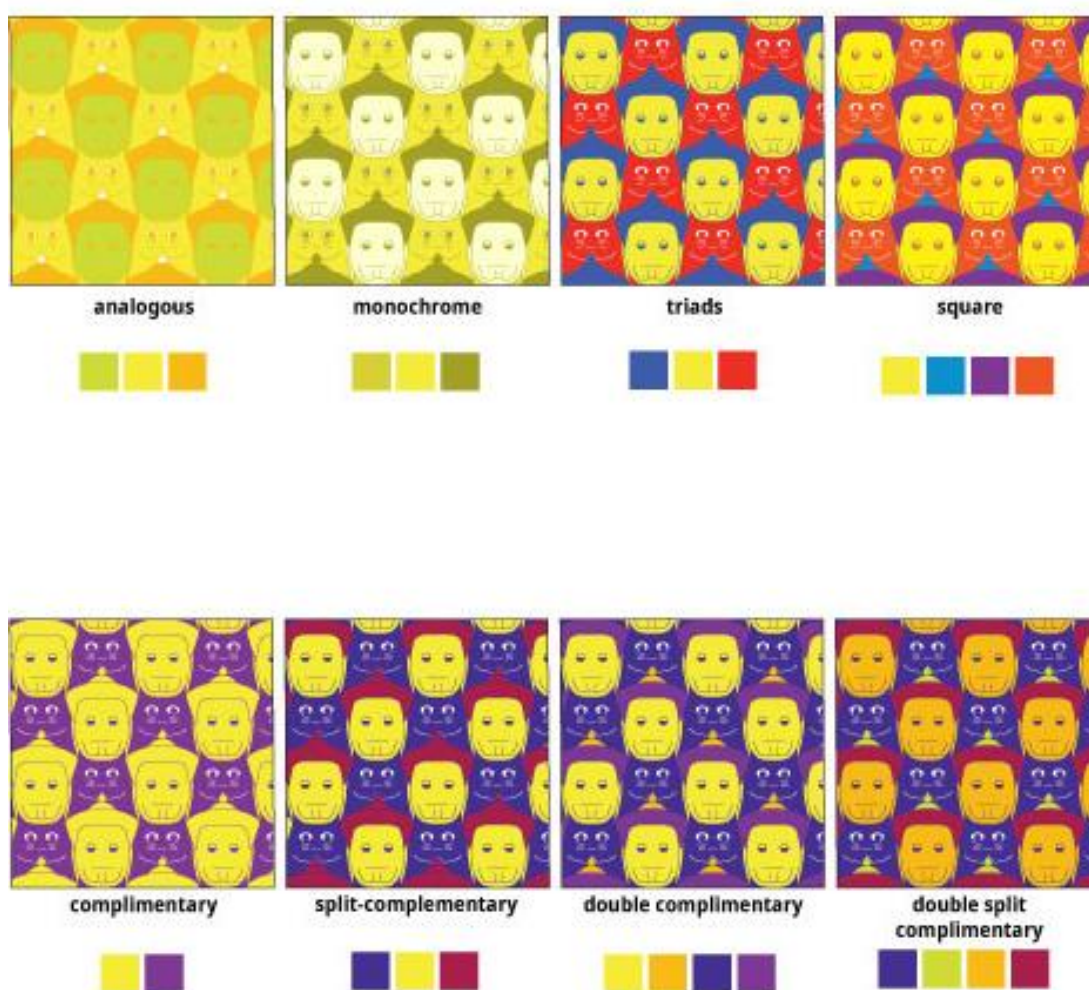 analogous
monochrome
triads
square
complimentary
split-complementary
double complimentary
double split
complimentary